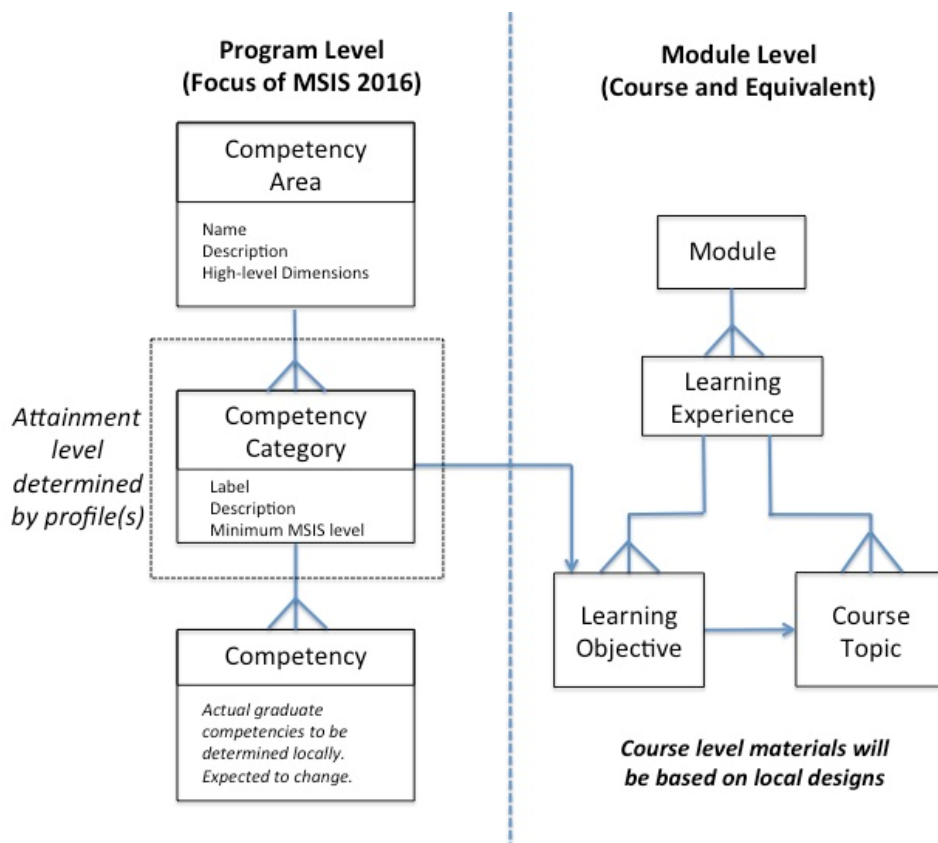 Program Level
(Focus of MSIS 2016)
Competency
Area
Name
Description
High-level Dimensions
Attainment
level
determined
by profile(s)
Competency
Category
Label
Description
Minimum MSIS level
Competency
Actual graduate
competencies to be
determined locally.
Expected to change.
Module Level
(Course and Equivalent)
Module
Learning
Experience
Learning
Objective
Course
Topic
Course level materials will
be based on local designs